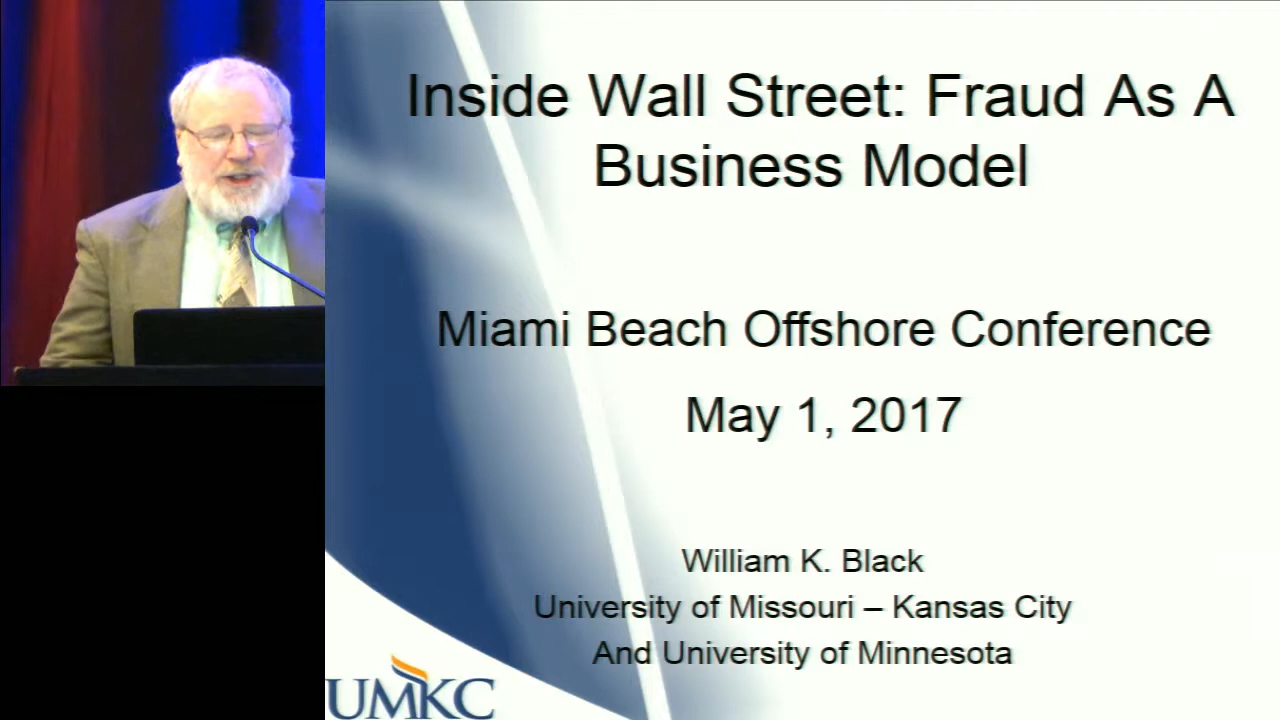 Inside Wall Street: Fraud As A
Business Model
Miami Beach Offshore Conference
May 1, 2017
William K. Black
University of Missouri – Kansas City
And University of Minnesota
UMKC